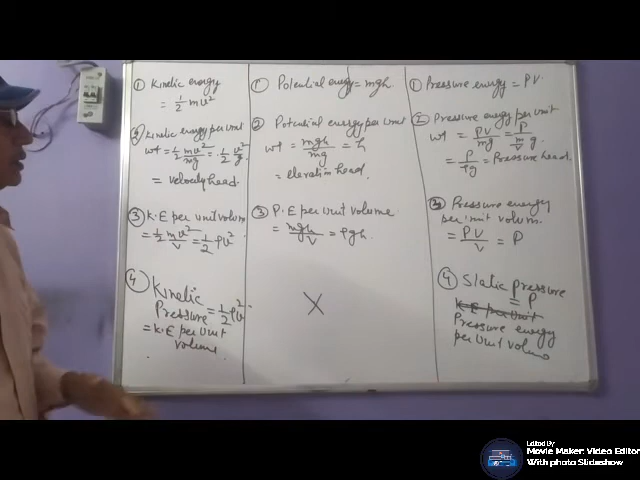 ① Kinetic energy
= 1/2 mv²
② Kinetic energy per unit
wt = 1/2 mv²/mg = 1/2 v²/g
= velocity head.
③ K.E per unit volum
= 1/2 mv²/V = 1/2 ρv²
④ Kinetic
Pressure = 1/2 ρv²
= K.E per unit
volume
① Potential energy = mgh.
② Potential energy per unit
wt = mgh/mg = h
= elevation head.
③ P.E per unit volume
= mgh/V = ρgh.
X
① Pressure energy = PV.
② Pressure energy per unit
wt = PV/mg = P/(m/V g)
= P/ρg = Pressure head.
③ Pressure energy
per unit volum.
= PV/V = P
④ Static pressure
= P
K.E per unit
Pressure energy
per unit volume
Edited By
Movie Maker: Video Editor
With photo Slideshow